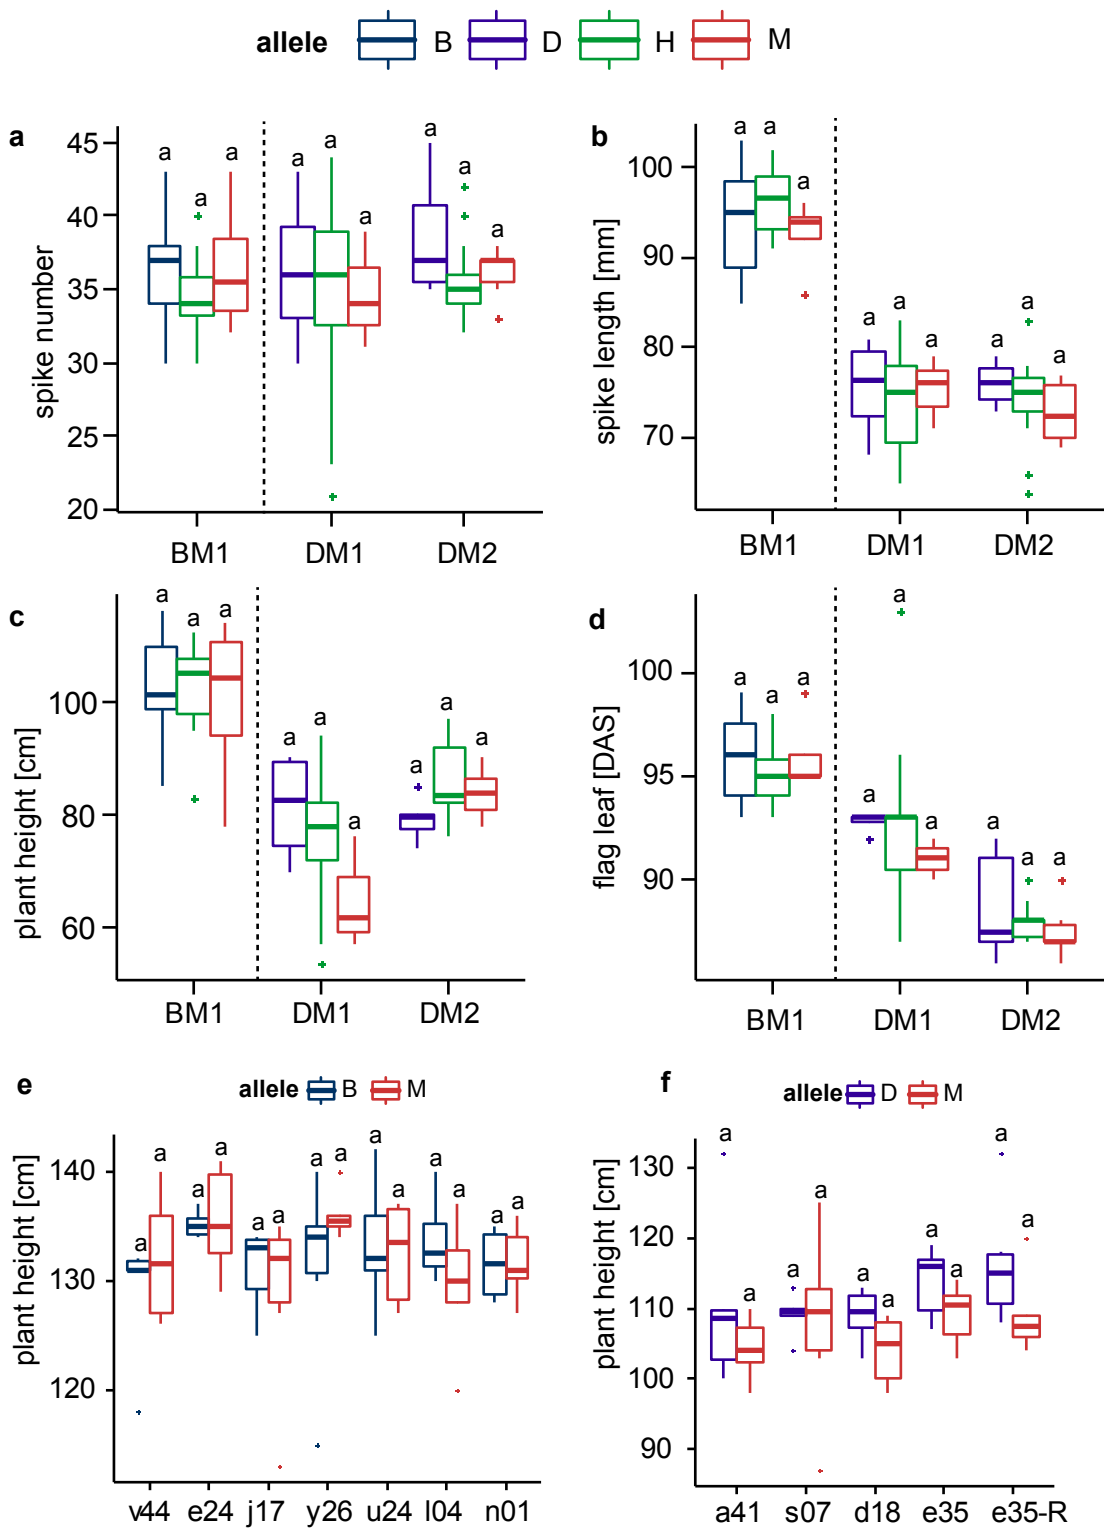 allele B D H M
a
spike number
45
40
35
30
25
20
a a a a a a a a a
BM1 DM1 DM2
b
spike length [mm]
100
90
80
70
a a a a a a a a a
BM1 DM1 DM2
c
plant height [cm]
100
80
60
a a a a a a a a a
BM1 DM1 DM2
d
flag leaf [DAS]
100
95
90
a a a a a a a a a
BM1 DM1 DM2
e
allele B M
plant height [cm]
140
130
120
a a a a a a a a a a a a a a
v44 e24 j17 y26 u24 l04 n01
f
allele D M
plant height [cm]
130
120
110
100
90
a a a a a a a a a a
a41 s07 d18 e35 e35-R